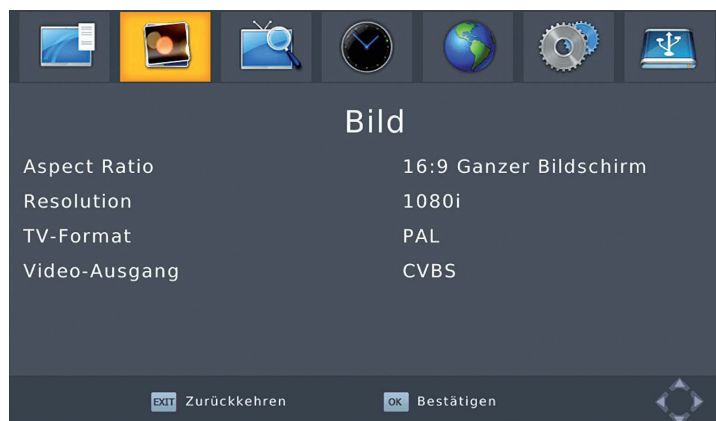 Bild
Aspect Ratio 16:9 Ganzer Bildschirm
Resolution 1080i
TV-Format PAL
Video-Ausgang CVBS
EXIT Zurückkehren OK Bestätigen